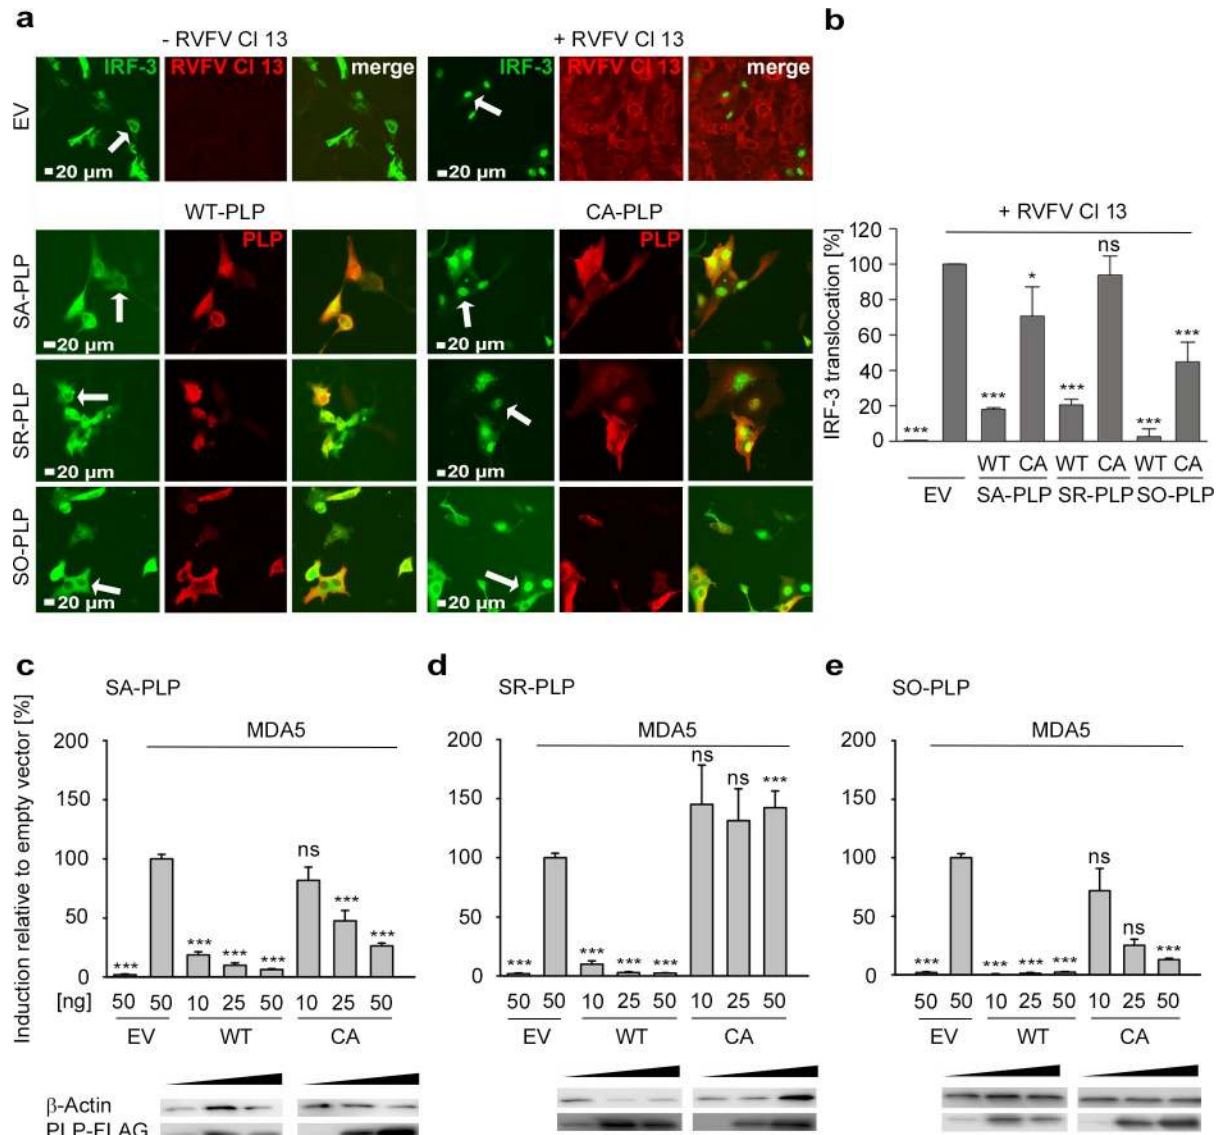 a
- RVFV Cl 13
+ RVFV Cl 13
EV
IRF-3
RVFV Cl 13
merge
IRF-3
RVFV Cl 13
merge
20 µm
20 µm
WT-PLP
CA-PLP
SA-PLP
PLP
PLP
20 µm
20 µm
SR-PLP
20 µm
20 µm
SO-PLP
20 µm
20 µm
b
+ RVFV Cl 13
IRF-3 translocation [%]
120
100
80
60
40
20
0
***
***
*
***
ns
***
***
WT CA WT CA WT CA
EV SA-PLP SR-PLP SO-PLP
c
SA-PLP
MDA5
Induction relative to empty vector [%]
200
150
100
50
0
***
***
***
***
ns
***
***
[ng] 50 50 10 25 50 10 25 50
EV WT CA
β-Actin
PLP-FLAG
d
SR-PLP
MDA5
200
150
100
50
0
***
***
***
***
ns
ns
***
50 50 10 25 50 10 25 50
EV WT CA
e
SO-PLP
MDA5
200
150
100
50
0
***
***
***
***
ns
ns
***
50 50 10 25 50 10 25 50
EV WT CA